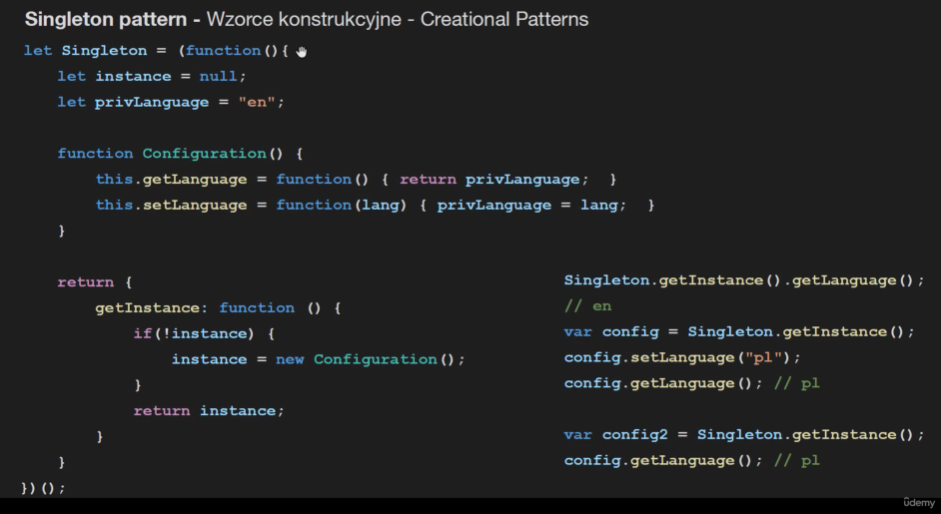 Singleton pattern - Wzorce konstrukcyjne - Creational Patterns
let Singleton = (function(){
    let instance = null;
    let privLanguage = "en";

    function Configuration() {
        this.getLanguage = function() { return privLanguage;  }
        this.setLanguage = function(lang) { privLanguage = lang;  }
    }

    return {
        getInstance: function () {
            if(!instance) {
                instance = new Configuration();
            }
            return instance;
        }
    }
})();
Singleton.getInstance().getLanguage();
// en
var config = Singleton.getInstance();
config.setLanguage("pl");
config.getLanguage(); // pl

var config2 = Singleton.getInstance();
config.getLanguage(); // pl
ûdemy